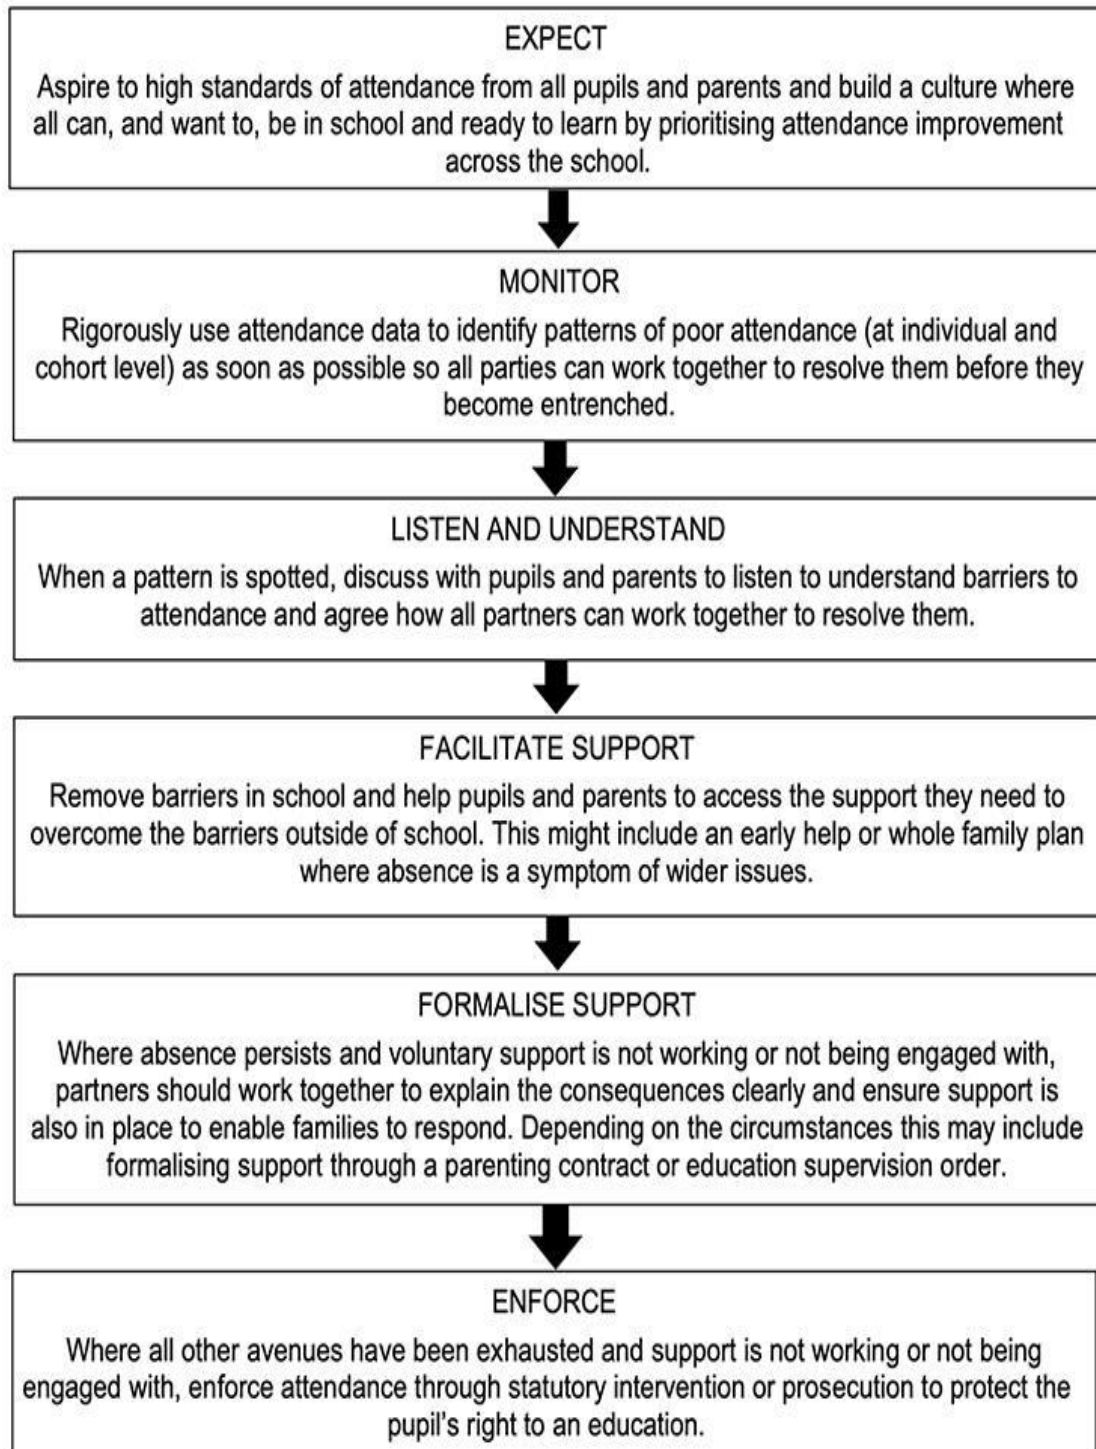 EXPECT
Aspire to high standards of attendance from all pupils and parents and build a culture where
all can, and want to, be in school and ready to learn by prioritising attendance improvement
across the school.
MONITOR
Rigorously use attendance data to identify patterns of poor attendance (at individual and
cohort level) as soon as possible so all parties can work together to resolve them before they
become entrenched.
LISTEN AND UNDERSTAND
When a pattern is spotted, discuss with pupils and parents to listen to understand barriers to
attendance and agree how all partners can work together to resolve them.
FACILITATE SUPPORT
Remove barriers in school and help pupils and parents to access the support they need to
overcome the barriers outside of school. This might include an early help or whole family plan
where absence is a symptom of wider issues.
FORMALISE SUPPORT
Where absence persists and voluntary support is not working or not being engaged with,
partners should work together to explain the consequences clearly and ensure support is
also in place to enable families to respond. Depending on the circumstances this may include
formalising support through a parenting contract or education supervision order.
ENFORCE
Where all other avenues have been exhausted and support is not working or not being
engaged with, enforce attendance through statutory intervention or prosecution to protect the
pupil's right to an education.